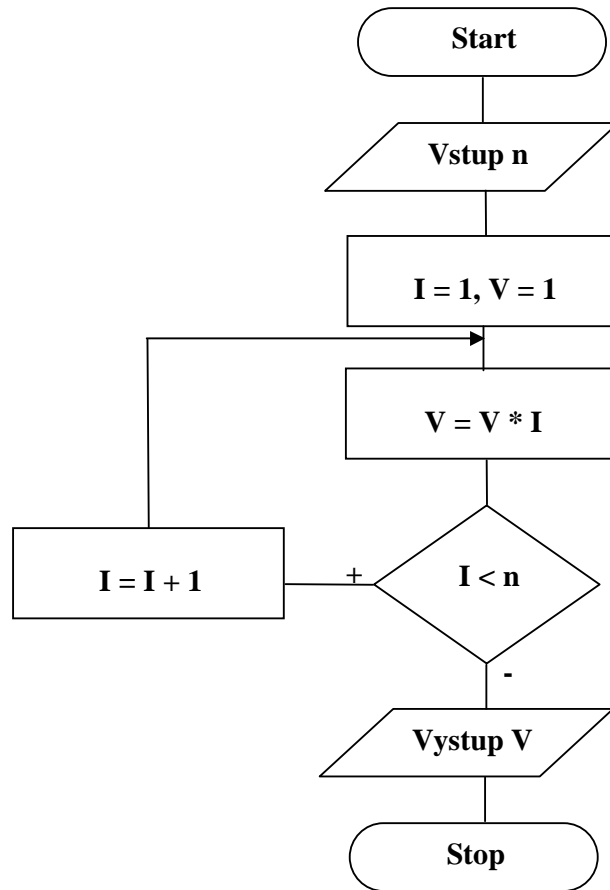 Start
Vstup n
I = 1, V = 1
V = V * I
I = I + 1
+
I < n
-
Vystup V
Stop